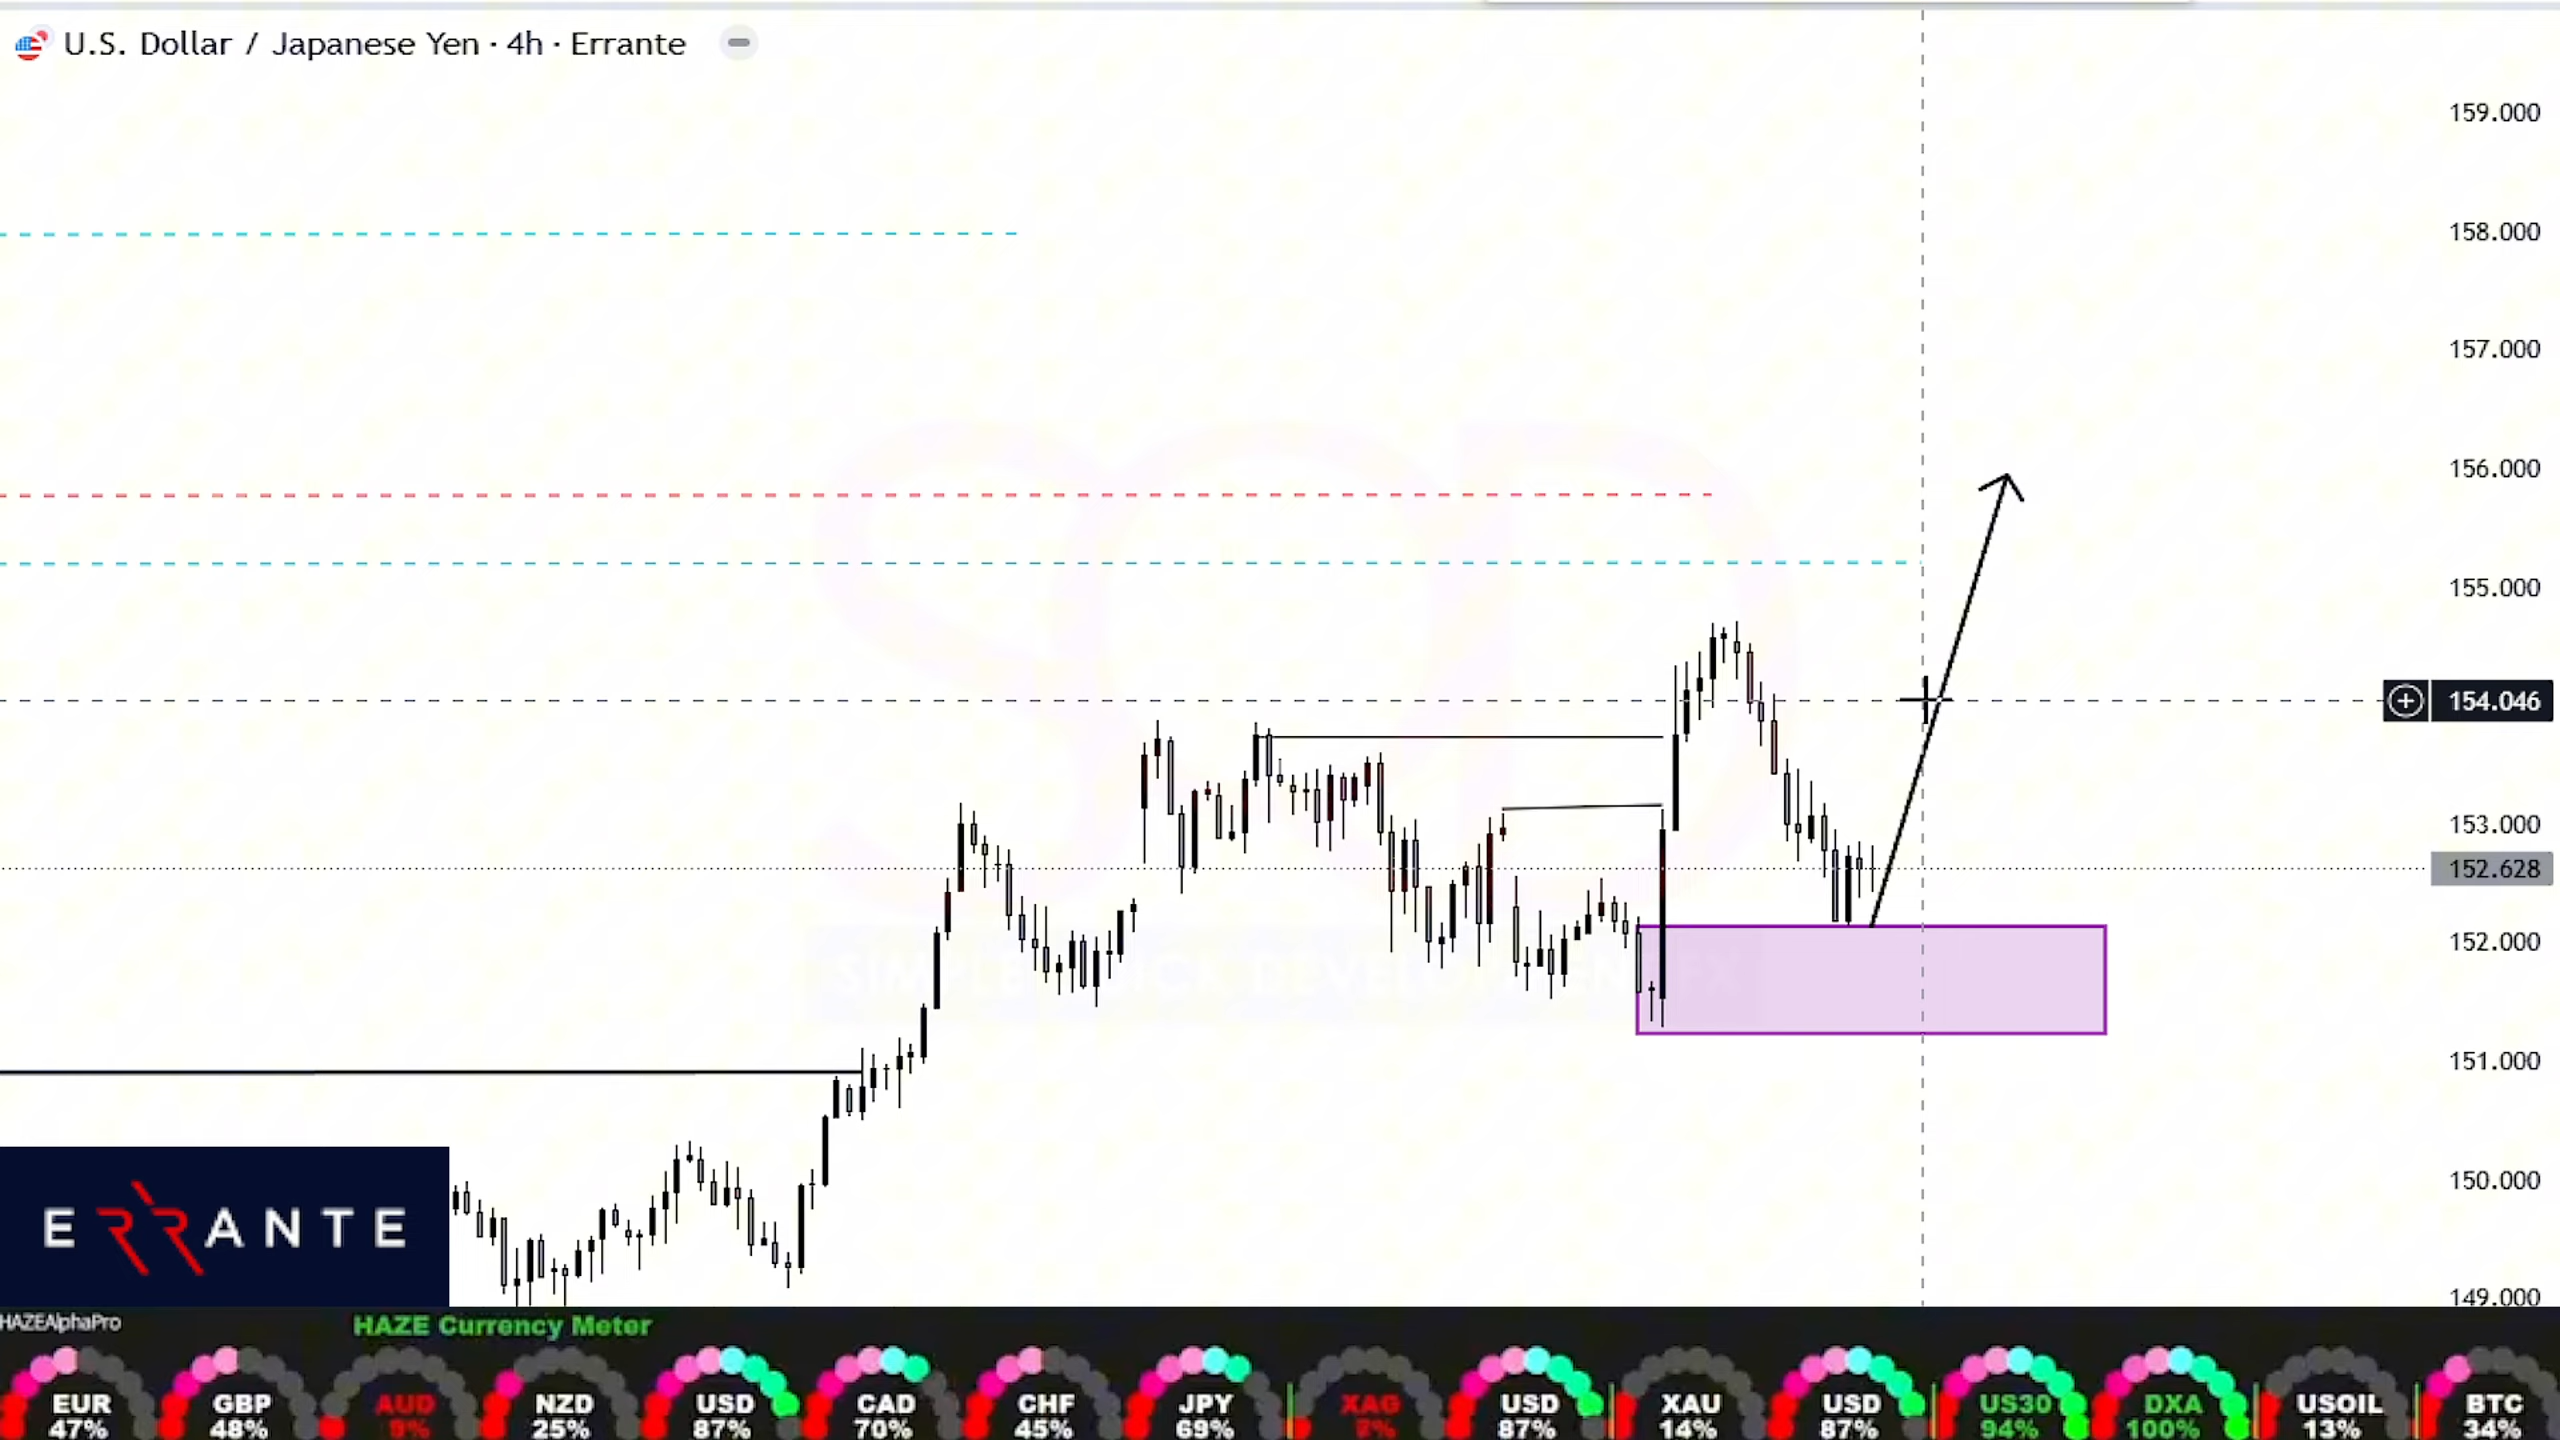 U.S. Dollar / Japanese Yen · 4h · Errante
159.000
158.000
157.000
156.000
155.000
154.046
153.000
152.628
152.000
151.000
150.000
149.000
ERRANTE
HAZEAlphaPro
HAZE Currency Meter
EUR GBP AUD NZD USD CAD CHF JPY XAG USD XAU USD US30 DXA USOIL BTC
47% 48% 9% 25% 87% 70% 45% 69% 7% 87% 14% 87% 94% 100% 13% 34%